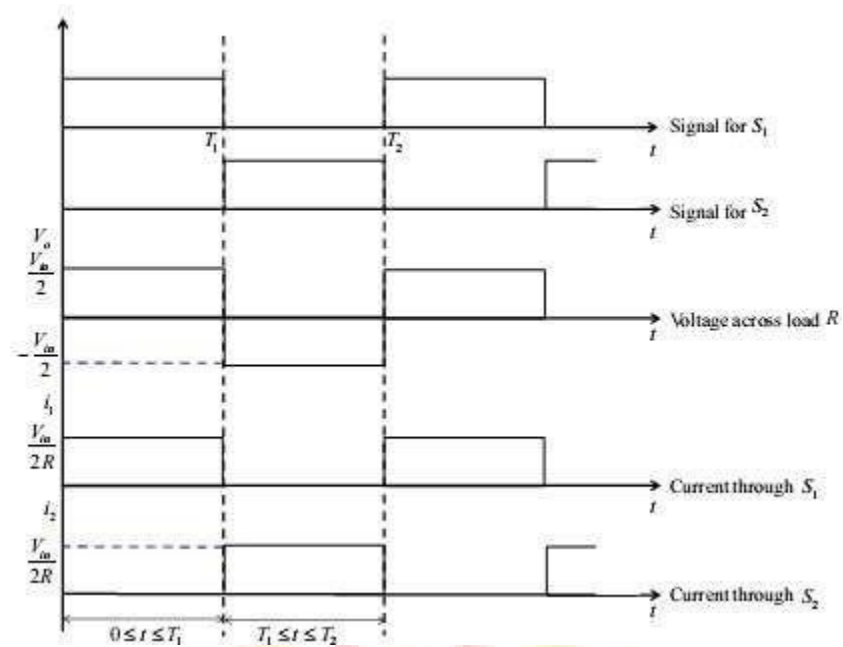 T₁
T₂
Signal for S₁
t
Signal for S₂
t
Vₒ
Vᵢₙ/2
Voltage across load R
t
-Vᵢₙ/2
i₁
Vᵢₙ/2R
Current through S₁
t
i₂
Vᵢₙ/2R
Current through S₂
t
0 ≤ t ≤ T₁
T₁ ≤ t ≤ T₂